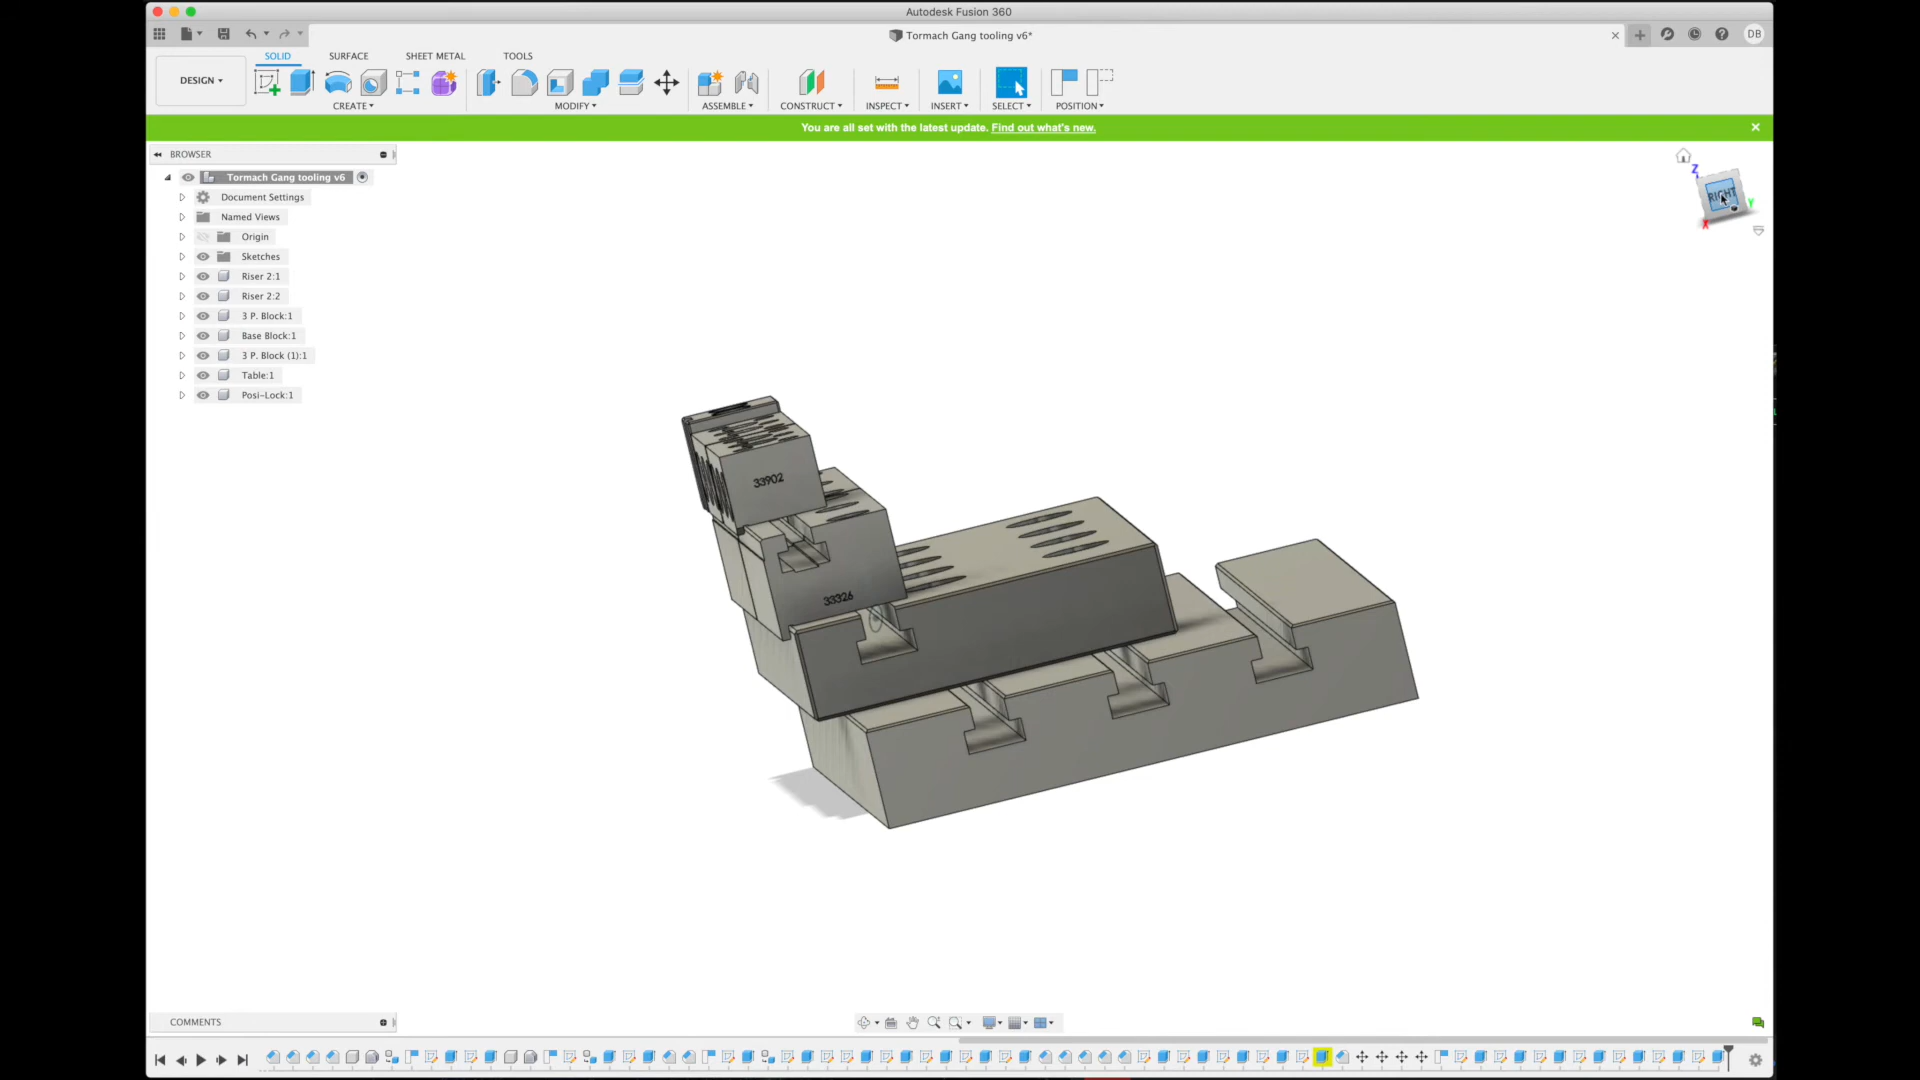 Autodesk Fusion 360
Tormach Gang tooling v6*
DB
SOLID
SURFACE
SHEET METAL
TOOLS
DESIGN
CREATE
MODIFY
ASSEMBLE
CONSTRUCT
INSPECT
INSERT
SELECT
POSITION
You are all set with the latest update. Find out what's new.
BROWSER
Tormach Gang tooling v6
Document Settings
Named Views
Origin
Sketches
Riser 2:1
Riser 2:2
3 P. Block:1
Base Block:1
3 P. Block (1):1
Table:1
Posi-Lock:1
Z
RIGHT
Y
X
33902
33326
COMMENTS